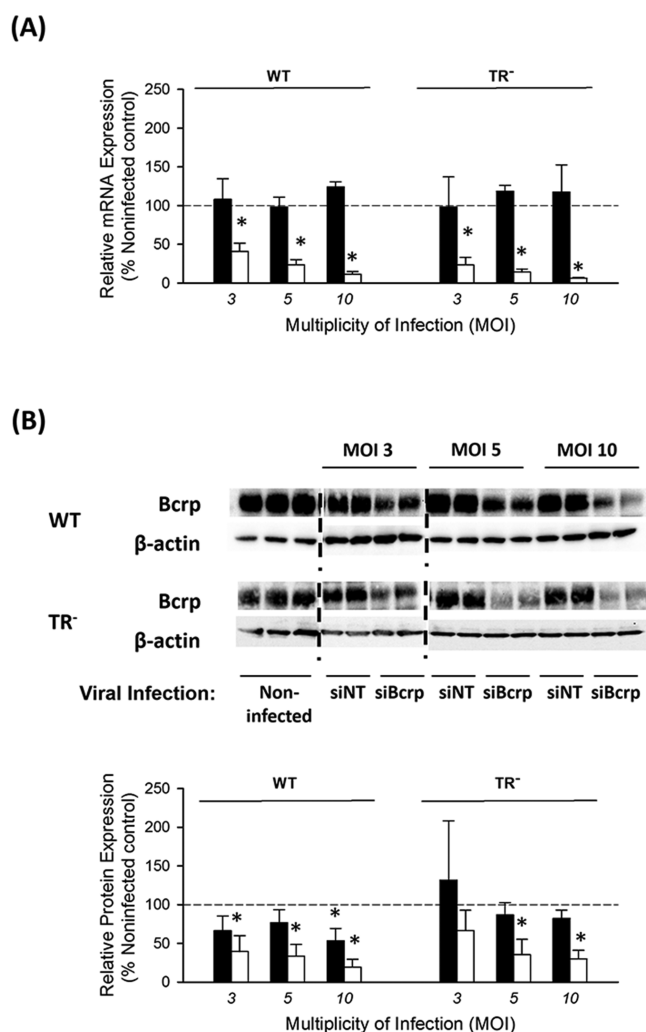 (A)
WT TR⁻
250
200
150
100
50
0
Relative mRNA Expression
(% Noninfected control)
* * * * * *
3 5 10 3 5 10
Multiplicity of Infection (MOI)
(B)
MOI 3 MOI 5 MOI 10
WT
Bcrp
β-actin
TR⁻
Bcrp
β-actin
Viral Infection: Non-infected siNT siBcrp siNT siBcrp siNT siBcrp
WT TR⁻
250
200
150
100
50
0
Relative Protein Expression
(% Noninfected control)
* * * * * *
3 5 10 3 5 10
Multiplicity of Infection (MOI)